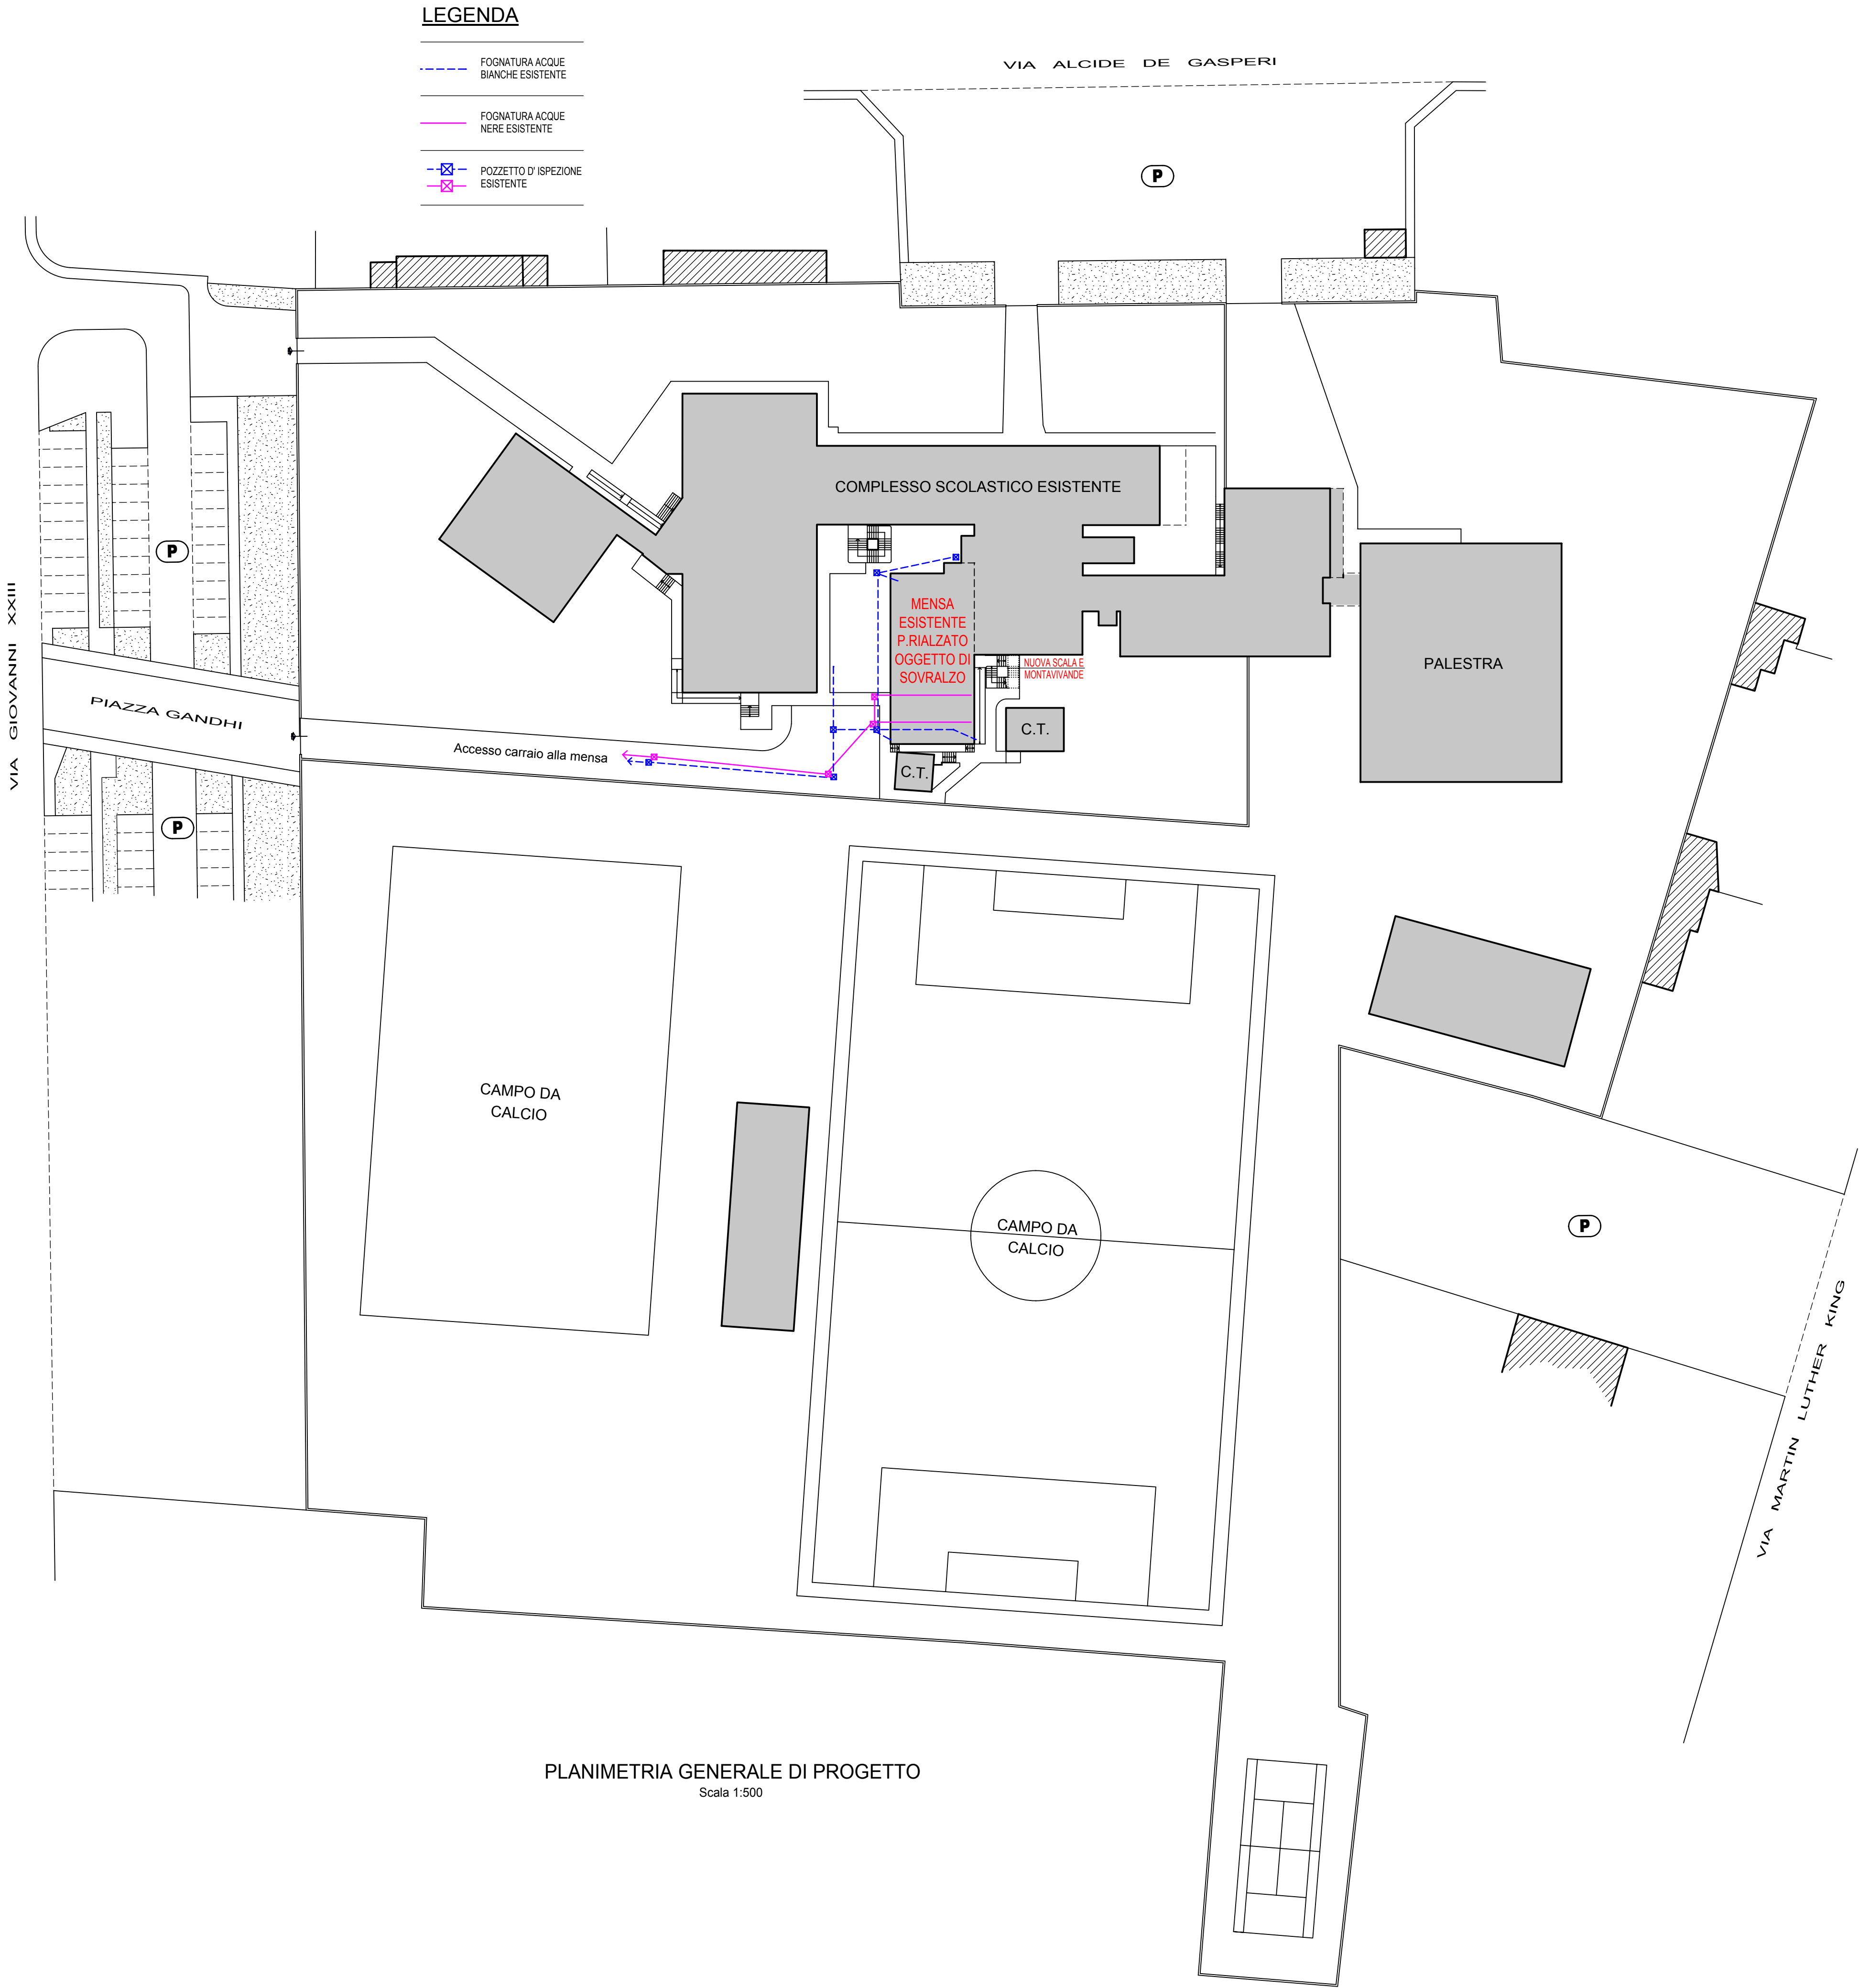 LEGENDA
FOGNATURA ACQUE
BIANCHE ESISTENTE
FOGNATURA ACQUE
NERE ESISTENTE
POZZETTO D' ISPEZIONE
ESISTENTE
VIA ALCIDE DE GASPERI
P
COMPLESSO SCOLASTICO ESISTENTE
P
MENSA
ESISTENTE
P.RIALZATO
OGGETTO DI
SOVRALZO
NUOVA SCALA E
MONTAVIVANDE
PALESTRA
VIA GIOVANNI XXIII
PIAZZA GANDHI
C.T.
Accesso carraio alla mensa
C.T.
P
CAMPO DA
CALCIO
CAMPO DA
CALCIO
P
VIA MARTIN LUTHER KING
PLANIMETRIA GENERALE DI PROGETTO
Scala 1:500